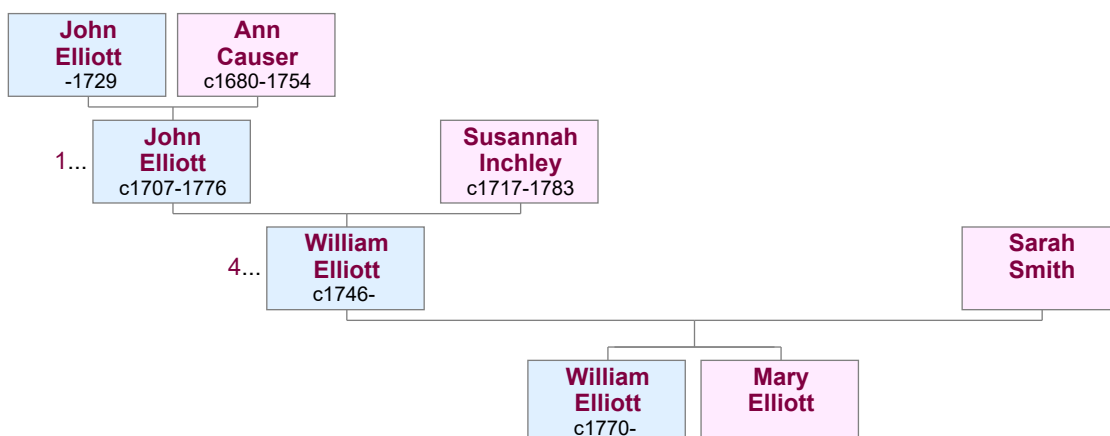 John
Elliott
-1729
Ann
Causer
c1680-1754
1...
John
Elliott
c1707-1776
Susannah
Inchley
c1717-1783
4...
William
Elliott
c1746-
Sarah
Smith
William
Elliott
c1770-
Mary
Elliott